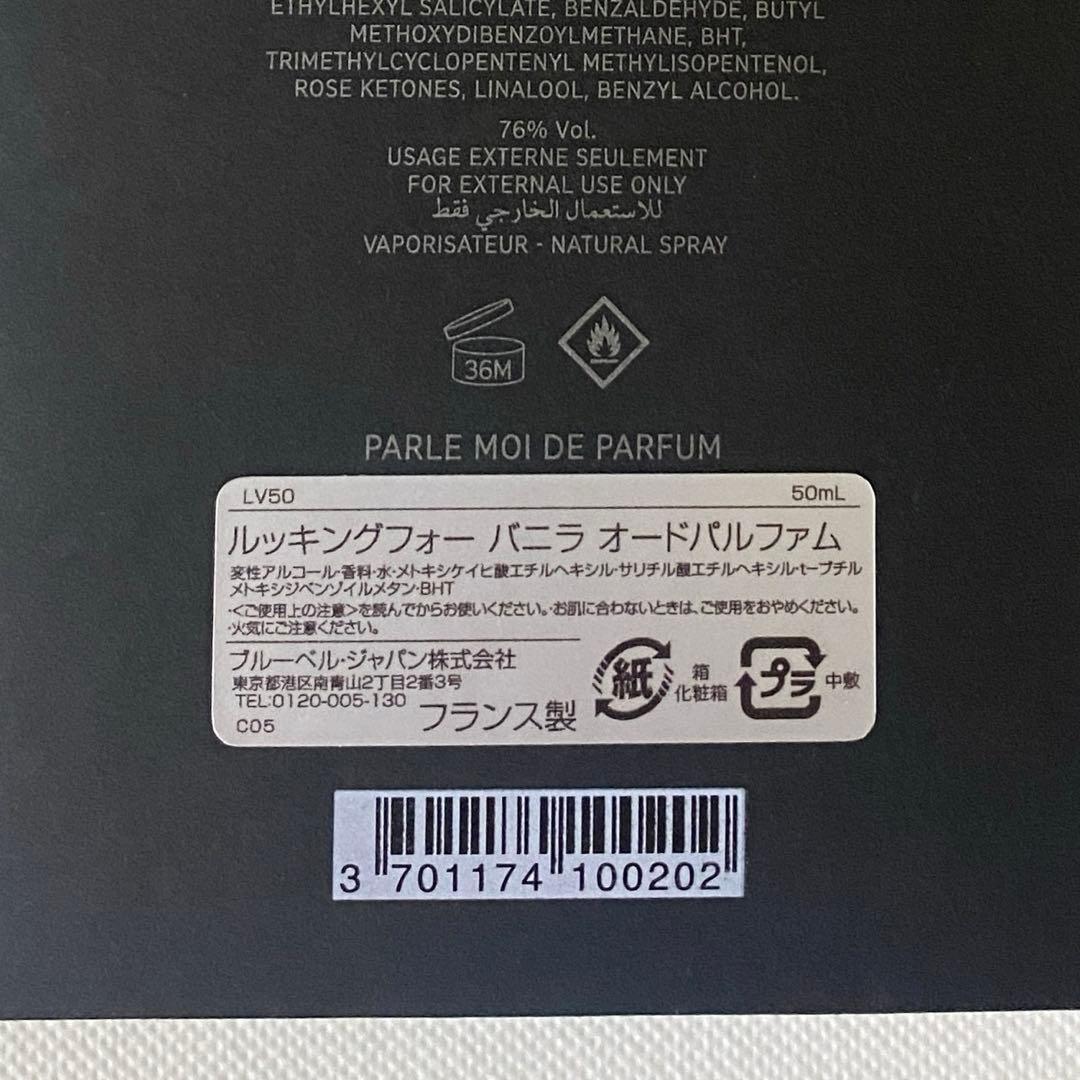 ETHYLHEXYL SALICYLATE, BENZALDEHYDE, BUTYL
METHOXYDIBENZOYLMETHANE, BHT,
TRIMETHYLCYCLOPENTENYL METHYLISOPENTENOL,
ROSE KETONES, LINALOOL, BENZYL ALCOHOL.
76% Vol.
USAGE EXTERNE SEULEMENT
FOR EXTERNAL USE ONLY
للاستعمال الخارجي فقط
VAPORISATEUR - NATURAL SPRAY
36M
PARLE MOI DE PARFUM
LV50 50mL
ルッキングフォー バニラ オードパルファム
変性アルコール・香料・水・メトキシケイヒ酸エチルヘキシル・サリチル酸エチルヘキシル・t-ブチル
メトキシジベンゾイルメタン・BHT
・<ご使用上の注意>を読んでからお使いください。・お肌に合わないときは、ご使用をおやめください。
・火気にご注意ください。
ブルーベル・ジャパン株式会社
東京都港区南青山2丁目2番3号
TEL:0120-005-130
C05
フランス製
紙
箱
化粧箱
プラ
中敷
3 701174 100202